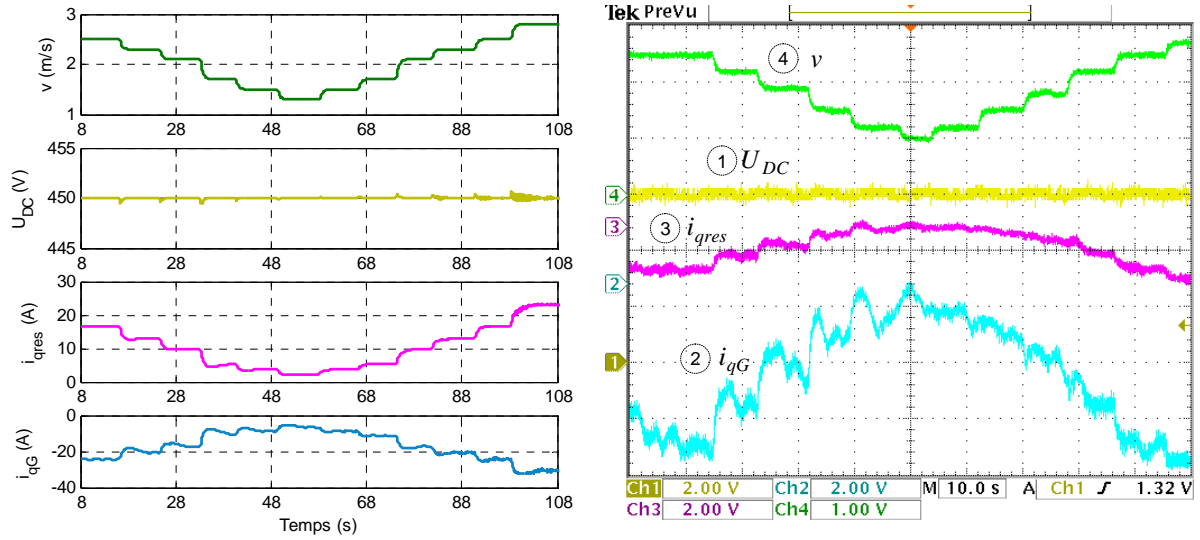 v (m/s)
3
2
1
8 28 48 68 88 108
U_DC (V)
455
450
445
8 28 48 68 88 108
i_qres (A)
30
20
10
0
8 28 48 68 88 108
i_qG (A)
0
-20
-40
8 28 48 68 88 108
Temps (s)
Tek PreVu
4 v
1 U_DC
4
3
3 i_qres
2
2 i_qG
1
Ch1 2.00 V Ch2 2.00 V M 10.0 s A Ch1 1.32 V
Ch3 2.00 V Ch4 1.00 V